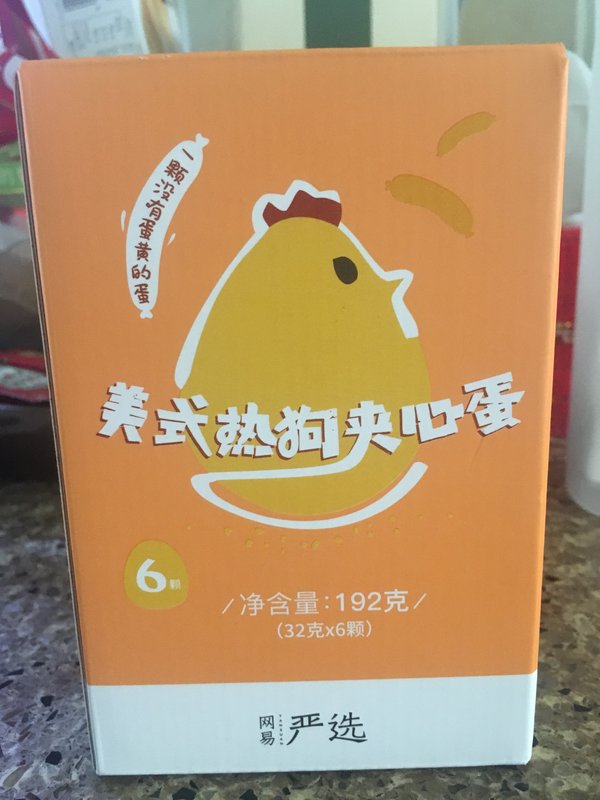 一颗没有蛋黄的蛋
美式热狗夹心蛋
6颗
净含量:192克
(32克x6颗)
网易 严选